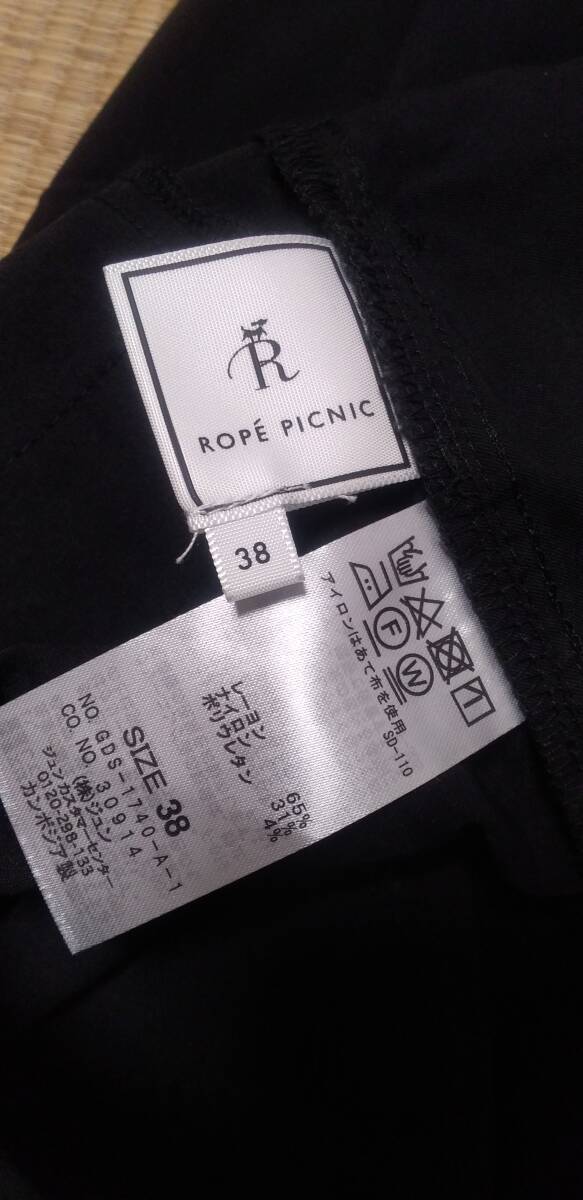 R
ROPÉ PICNIC
38
F
W
アイロンはあて布を使用
SD-110
レーヨン 65%
ナイロン 31%
ポリウレタン 4%
SIZE 38
NO. GDS-1740-A-1
CO. NO. 30914
(株)ジュン
ジュン カスタマーセンター
0120-298-133
カンボジア製